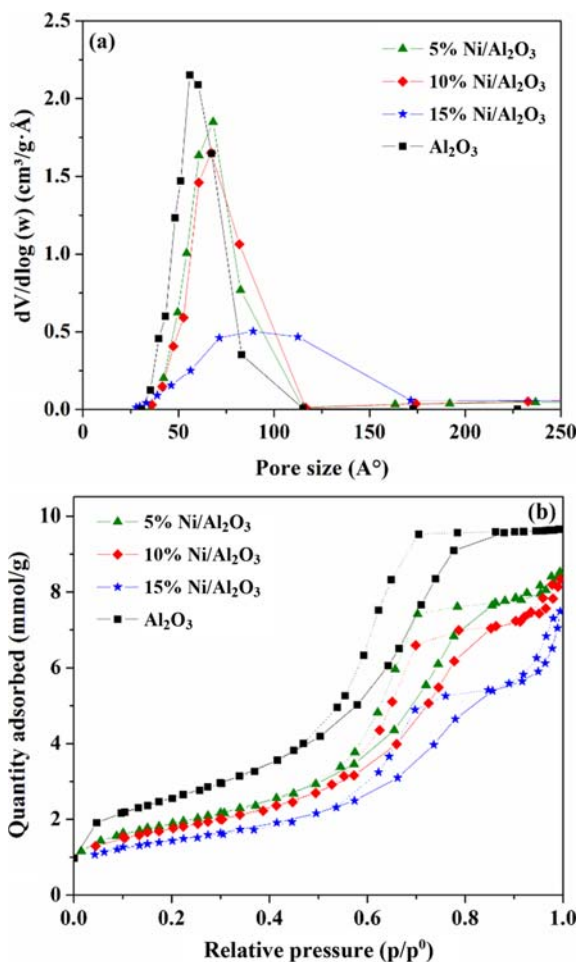 (a)
5% Ni/Al₂O₃
10% Ni/Al₂O₃
15% Ni/Al₂O₃
Al₂O₃
2.5
2.0
1.5
1.0
0.5
0.0
dV/dlog (w) (cm³/g·Å)
0 50 100 150 200 250
Pore size (A°)
(b)
5% Ni/Al₂O₃
10% Ni/Al₂O₃
15% Ni/Al₂O₃
Al₂O₃
10
8
6
4
2
0
Quantity adsorbed (mmol/g)
0.0 0.2 0.4 0.6 0.8 1.0
Relative pressure (p/p⁰)